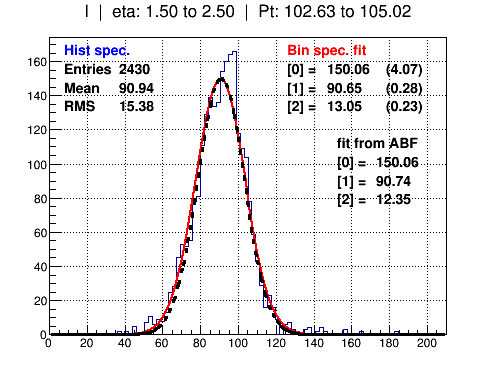 I | eta: 1.50 to 2.50 | Pt: 102.63 to 105.02
Hist spec.
Entries 2430
Mean 90.94
RMS 15.38
Bin spec. fit
[0] = 150.06 (4.07)
[1] = 90.65 (0.28)
[2] = 13.05 (0.23)
fit from ABF
[0] = 150.06
[1] = 90.74
[2] = 12.35
160
140
120
100
80
60
40
20
0
0 20 40 60 80 100 120 140 160 180 200